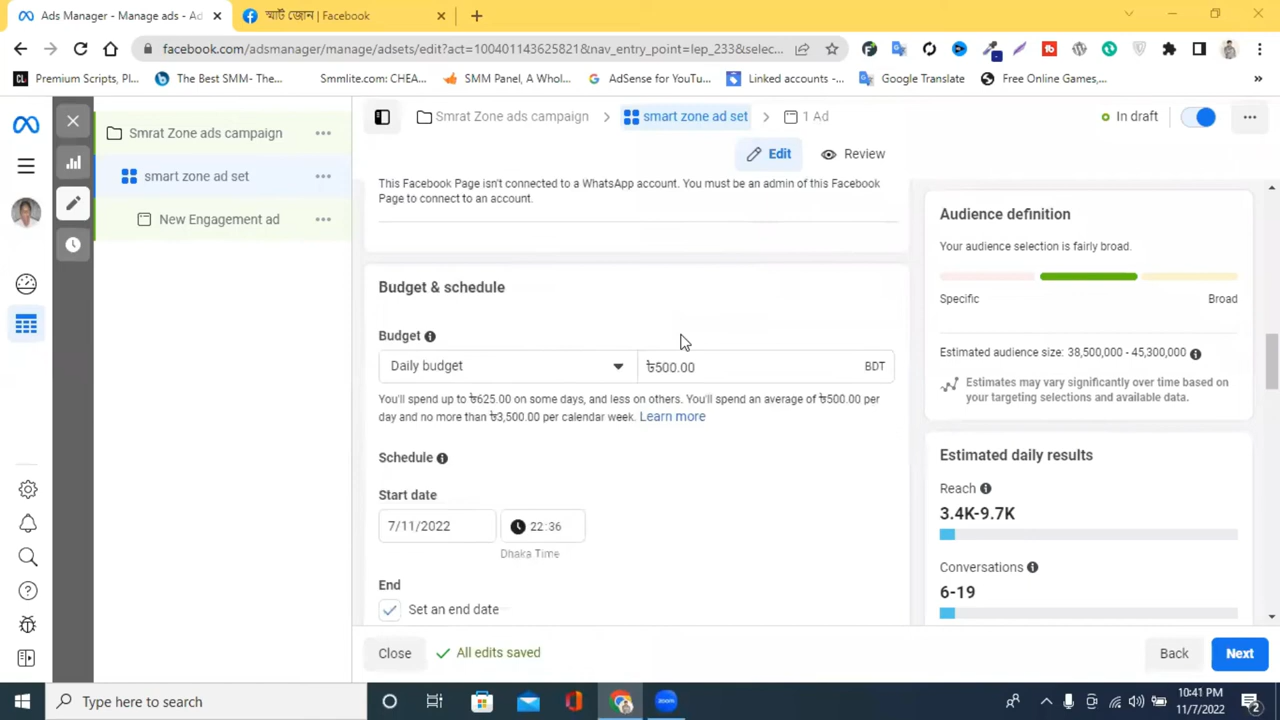 Ads Manager - Manage ads - Ad
স্মার্ট জোন | Facebook
facebook.com/adsmanager/manage/adsets/edit?act=100401143625821&nav_entry_point=lep_233&selec...
Premium Scripts, Pl...
The Best SMM- The...
Smmlite.com: CHEA...
SMM Panel, A Whol...
AdSense for YouTu...
Linked accounts -...
Google Translate
Free Online Games,...
»
Smrat Zone ads campaign
smart zone ad set
New Engagement ad
Smrat Zone ads campaign > smart zone ad set > 1 Ad
In draft
Edit
Review
This Facebook Page isn't connected to a WhatsApp account. You must be an admin of this Facebook
Page to connect to an account.
Budget & schedule
Budget
Daily budget
৳500.00
BDT
You'll spend up to ৳625.00 on some days, and less on others. You'll spend an average of ৳500.00 per
day and no more than ৳3,500.00 per calendar week. Learn more
Schedule
Start date
7/11/2022
22:36
Dhaka Time
End
Set an end date
Audience definition
Your audience selection is fairly broad.
Specific
Broad
Estimated audience size: 38,500,000 - 45,300,000
Estimates may vary significantly over time based on
your targeting selections and available data.
Estimated daily results
Reach
3.4K-9.7K
Conversations
6-19
Close
All edits saved
Back
Next
Type here to search
10:41 PM
11/7/2022
2